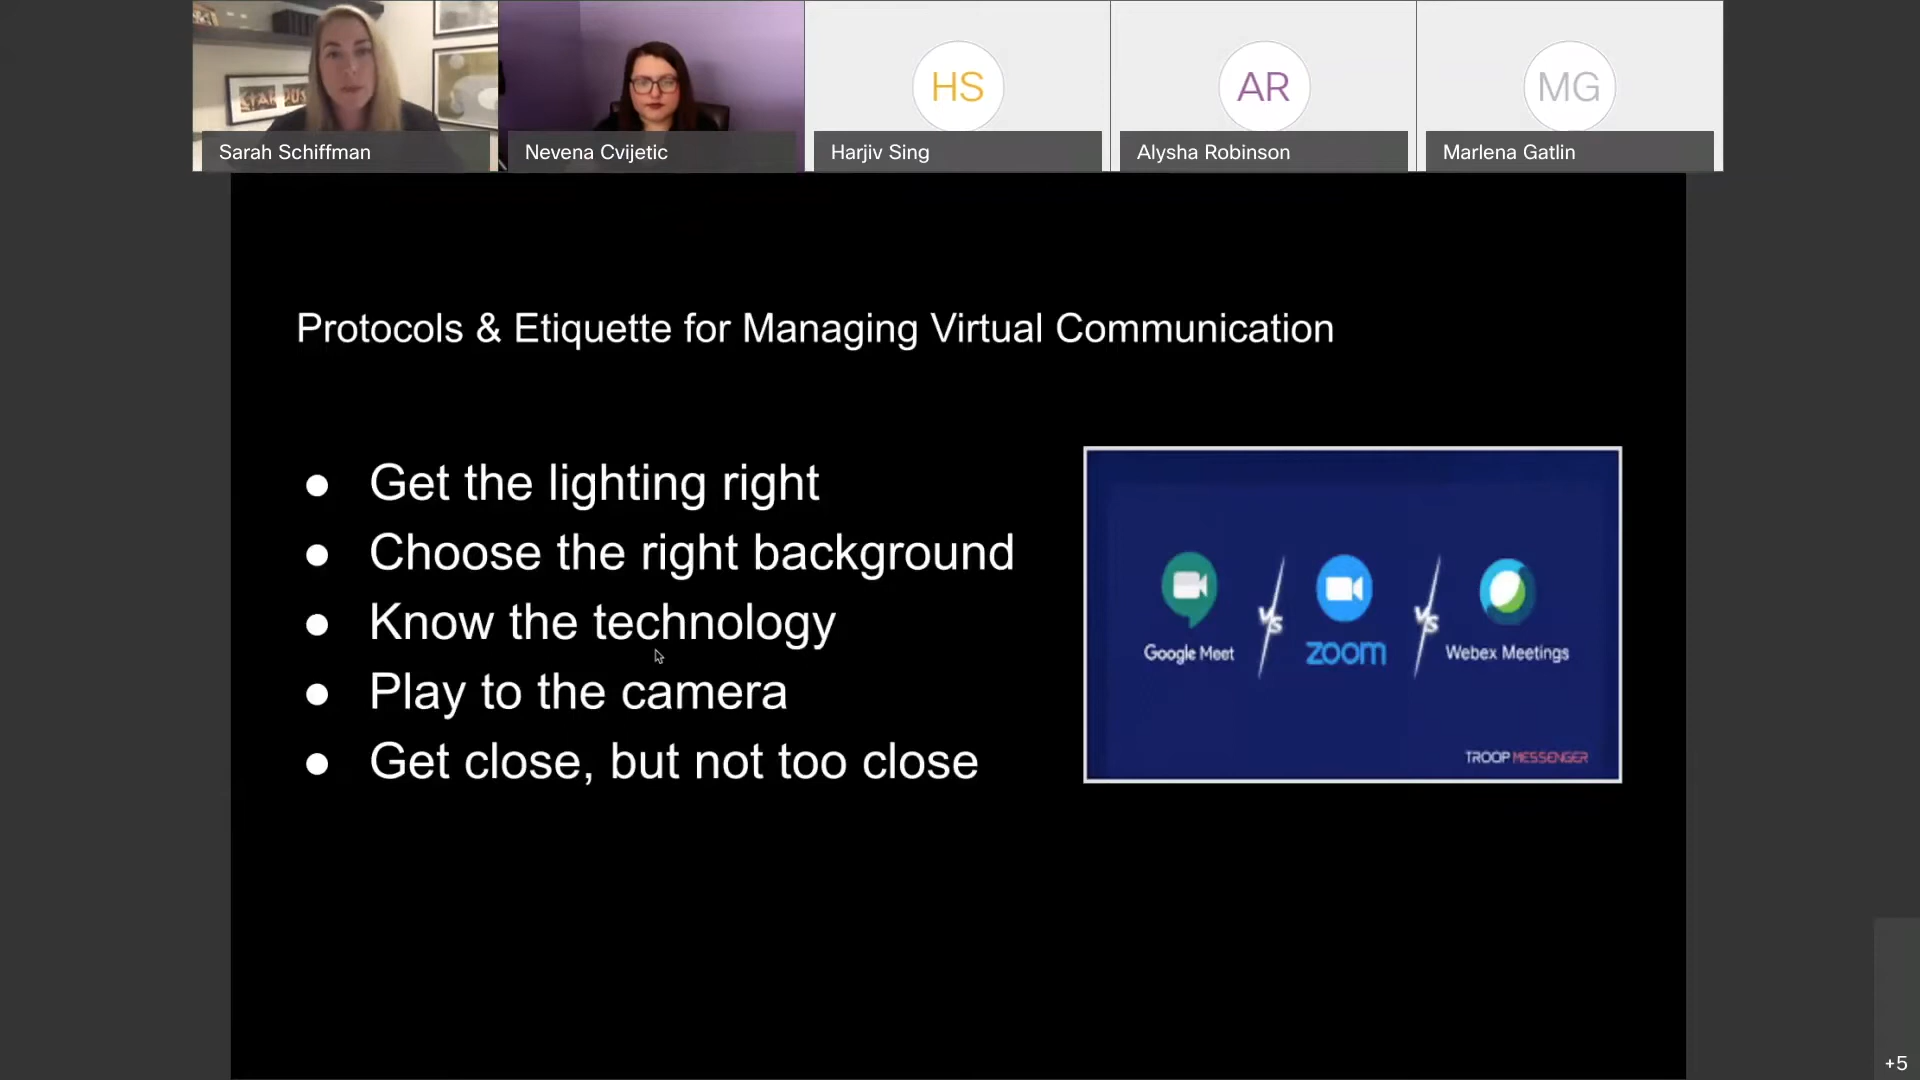 Sarah Schiffman
Nevena Cvijetic
HS
Harjiv Sing
AR
Alysha Robinson
MG
Marlena Gatlin
Protocols & Etiquette for Managing Virtual Communication
● Get the lighting right
● Choose the right background
● Know the technology
● Play to the camera
● Get close, but not too close
Google Meet
vs
zoom
vs
Webex Meetings
TROOP MESSENGER
+5